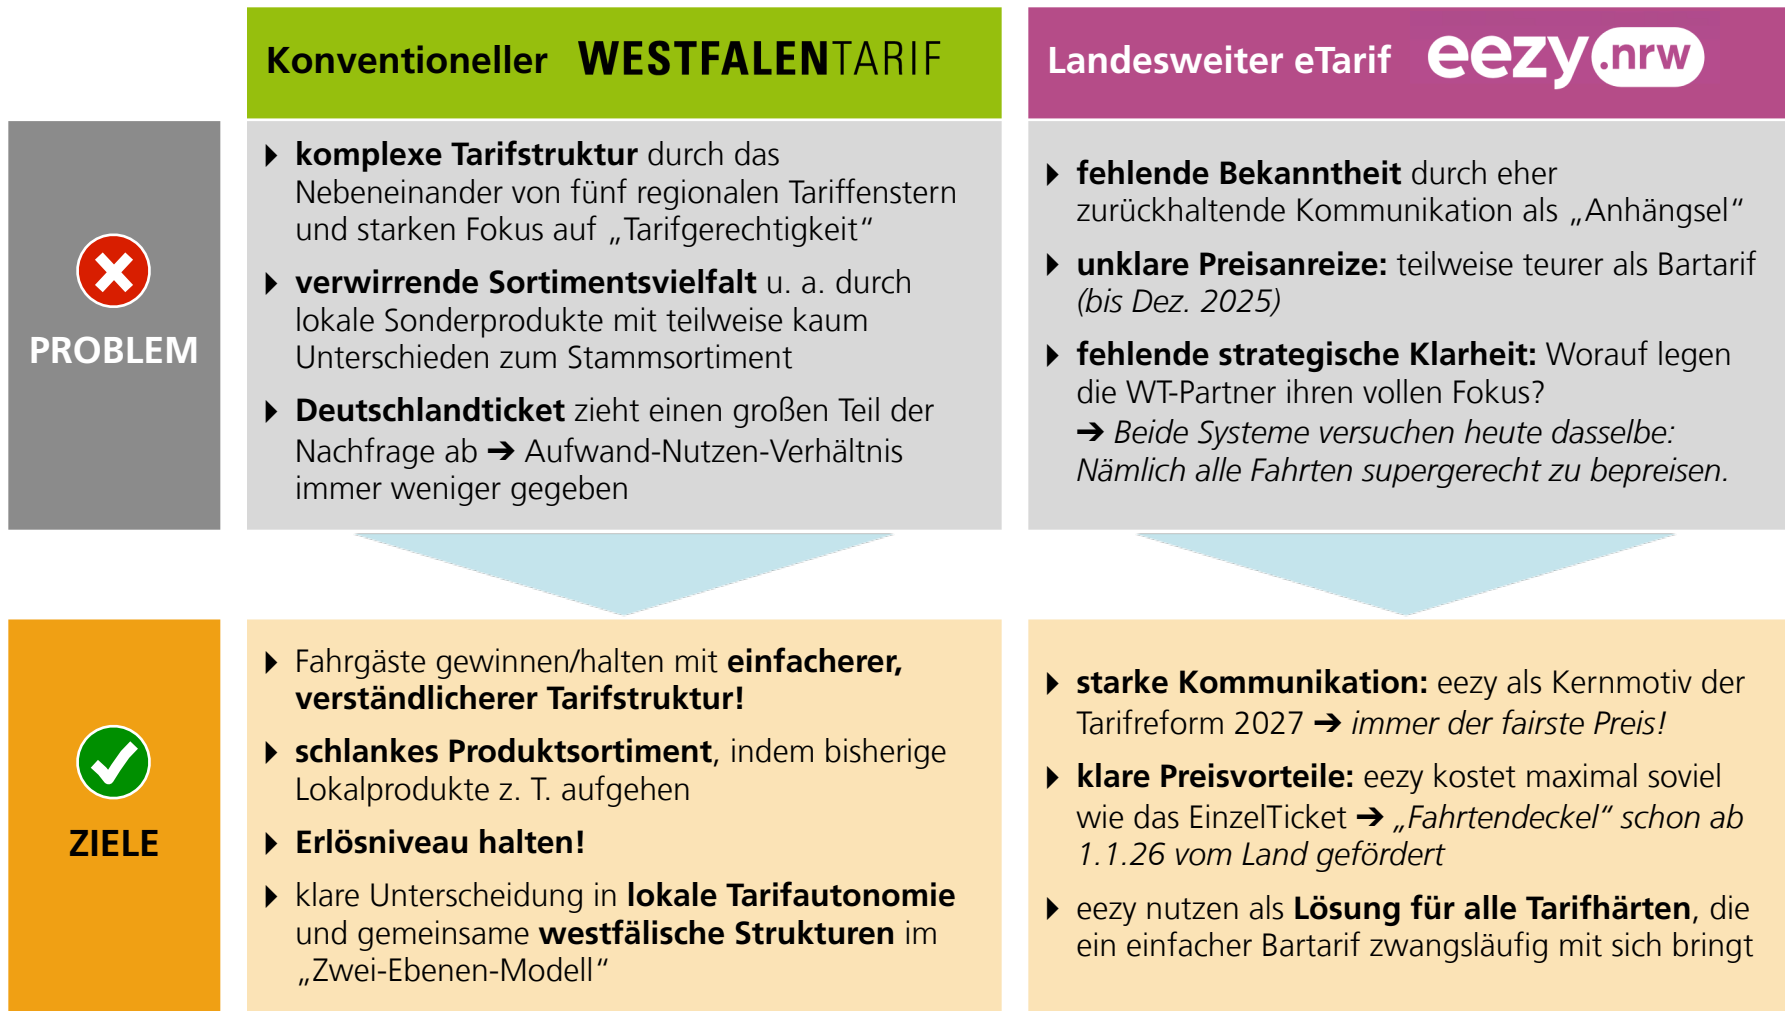 Konventioneller WESTFALENTARIF
Landesweiter eTarif eezy.nrw
PROBLEM
komplexe Tarifstruktur durch das
Nebeneinander von fünf regionalen Tariffenstern
und starken Fokus auf „Tarifgerechtigkeit“
verwirrende Sortimentsvielfalt u. a. durch
lokale Sonderprodukte mit teilweise kaum
Unterschieden zum Stammsortiment
Deutschlandticket zieht einen großen Teil der
Nachfrage ab ➔ Aufwand-Nutzen-Verhältnis
immer weniger gegeben
fehlende Bekanntheit durch eher
zurückhaltende Kommunikation als „Anhängsel“
unklare Preisanreize: teilweise teurer als Bartarif
(bis Dez. 2025)
fehlende strategische Klarheit: Worauf legen
die WT-Partner ihren vollen Fokus?
➔ Beide Systeme versuchen heute dasselbe:
Nämlich alle Fahrten supergerecht zu bepreisen.
ZIELE
Fahrgäste gewinnen/halten mit einfacherer,
verständlicherer Tarifstruktur!
schlankes Produktsortiment, indem bisherige
Lokalprodukte z. T. aufgehen
Erlösniveau halten!
klare Unterscheidung in lokale Tarifautonomie
und gemeinsame westfälische Strukturen im
„Zwei-Ebenen-Modell“
starke Kommunikation: eezy als Kernmotiv der
Tarifreform 2027 ➔ immer der fairste Preis!
klare Preisvorteile: eezy kostet maximal soviel
wie das EinzelTicket ➔ „Fahrtendeckel“ schon ab
1.1.26 vom Land gefördert
eezy nutzen als Lösung für alle Tarifhärten, die
ein einfacher Bartarif zwangsläufig mit sich bringt